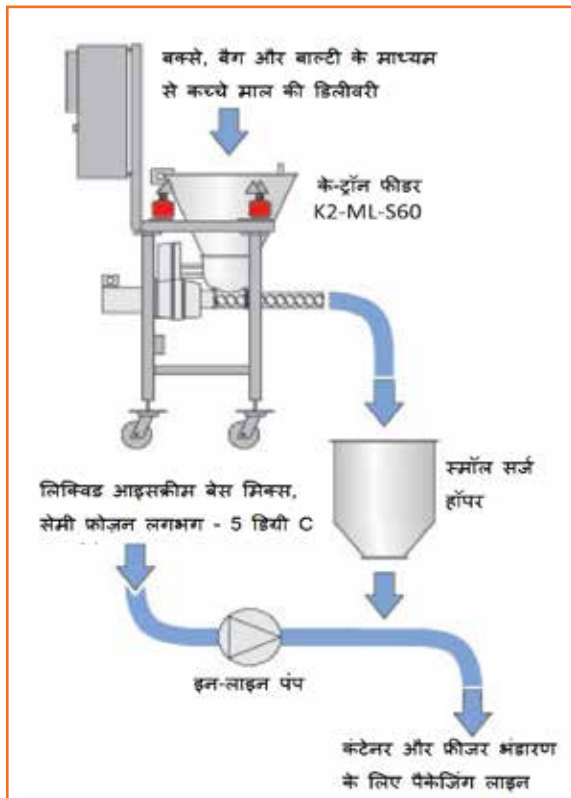 बक्से, बैग और बाल्टी के माध्यम
से कच्चे माल की डिलीवरी
के-ट्रॉन फीडर
K2-ML-S60
स्मॉल सर्ज
हॉपर
लिक्विड आइसक्रीम बेस मिक्स,
सेमी फ्रोज़न लगभग - 5 डिग्री C
इन-लाइन पंप
कंटेनर और फ्रीजर भंडारण
के लिए पैकेजिंग लाइन